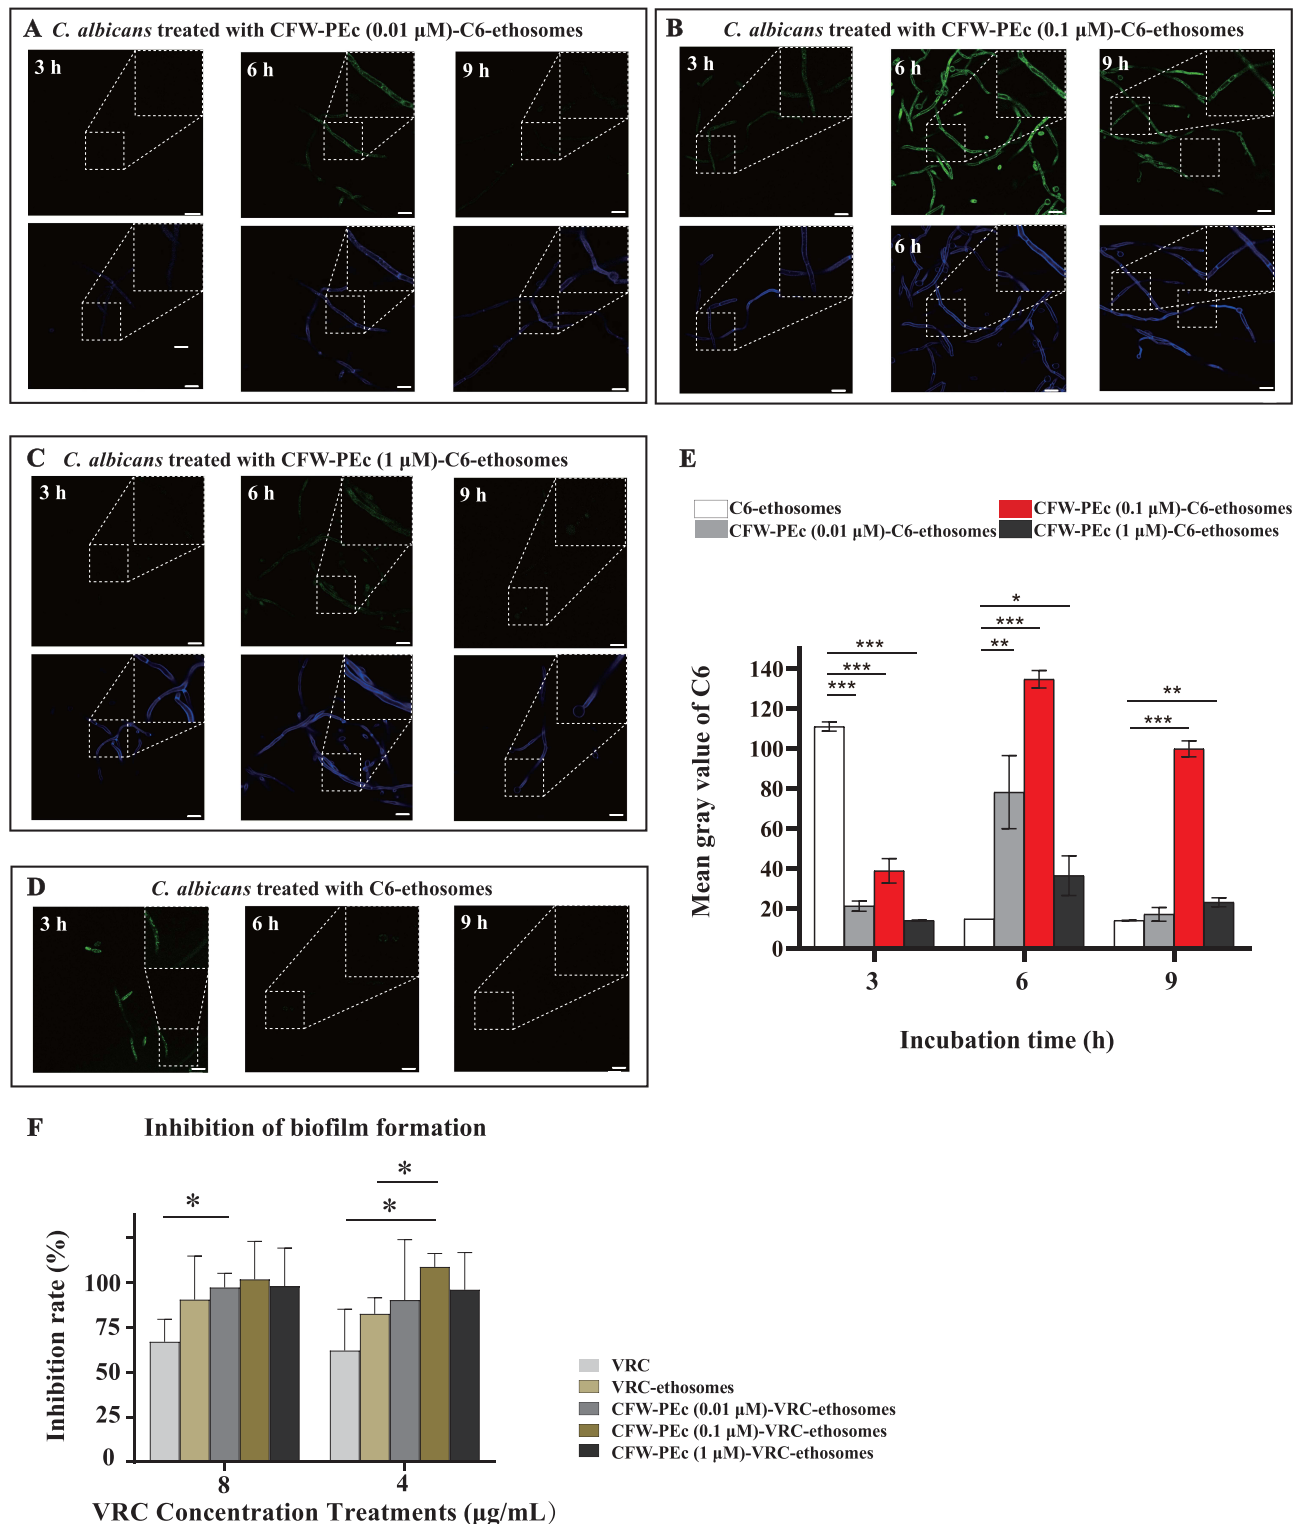 A C. albicans treated with CFW-PEc (0.01 μM)-C6-ethosomes
3 h
6 h
9 h
B C. albicans treated with CFW-PEc (0.1 μM)-C6-ethosomes
3 h
6 h
9 h
6 h
C C. albicans treated with CFW-PEc (1 μM)-C6-ethosomes
3 h
6 h
9 h
D C. albicans treated with C6-ethosomes
3 h
6 h
9 h
E
C6-ethosomes
CFW-PEc (0.01 μM)-C6-ethosomes
CFW-PEc (0.1 μM)-C6-ethosomes
CFW-PEc (1 μM)-C6-ethosomes
Mean gray value of C6
140
120
100
80
60
40
20
0
***
***
***
*
***
**
**
***
3
6
9
Incubation time (h)
F Inhibition of biofilm formation
Inhibition rate (%)
100
75
50
25
0
*
*
*
8
4
VRC Concentration Treatments (μg/mL)
VRC
VRC-ethosomes
CFW-PEc (0.01 μM)-VRC-ethosomes
CFW-PEc (0.1 μM)-VRC-ethosomes
CFW-PEc (1 μM)-VRC-ethosomes